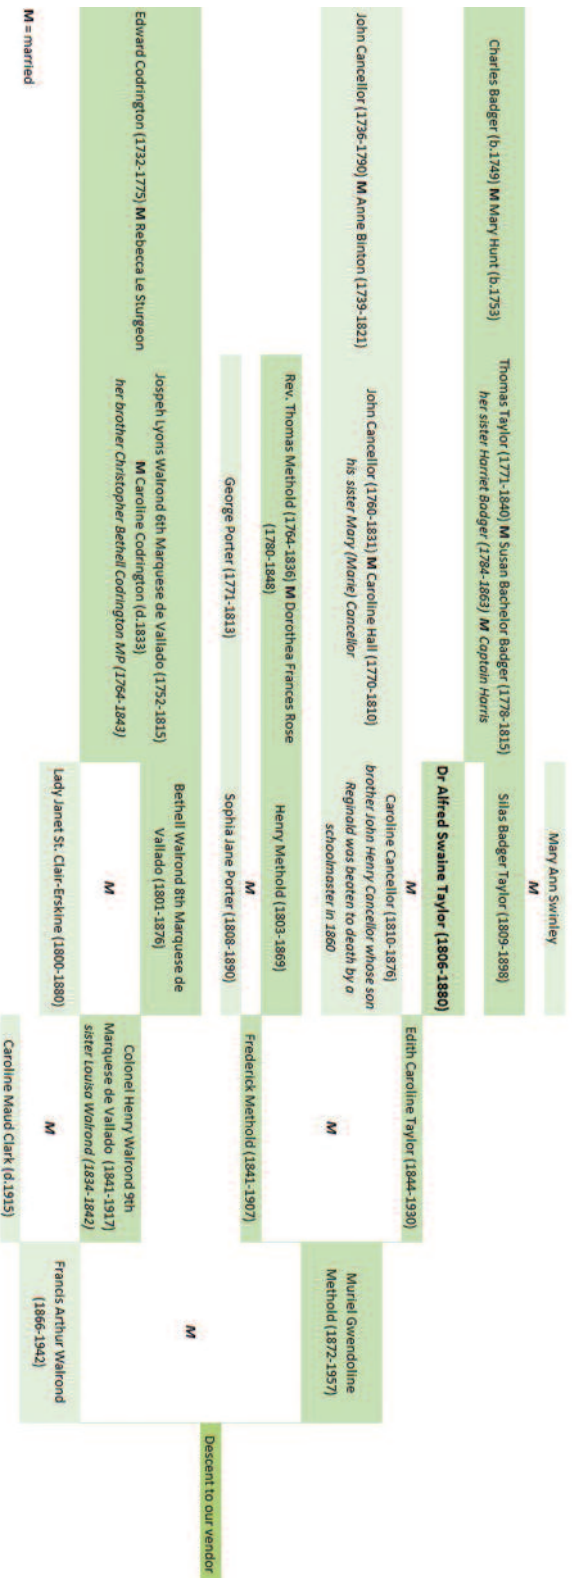 Mary Ann Swinley
M
Silas Badger Taylor (1809-1898)
Charles Badger (b.1749) M Mary Hunt (b.1753)
Thomas Taylor (1771-1840) M Susan Bachelor Badger (1778-1815)
her sister Harriet Badger (1784-1863) M Captain Harris
Dr Alfred Swaine Taylor (1806-1880)
Edith Caroline Taylor (1844-1930)
John Cancellor (1736-1790) M Anne Binton (1739-1821)
John Cancellor (1760-1831) M Caroline Hall (1770-1810)
his sister Mary (Marie) Cancellor
Caroline Cancellor (1810-1876)
brother John Henry Cancellor whose son
Reginald was beaten to death by a
schoolmaster in 1860
M
Muriel Gwendoline
Methold (1872-1957)
Rev. Thomas Methold (1764-1836) M Dorothea Frances Rose
(1780-1848)
Henry Methold (1803-1869)
M
Frederick Methold (1841-1907)
George Porter (1771-1813)
Sophia Jane Porter (1808-1890)
M
Descent to our vendor
Edward Codrington (1732-1775) M Rebecca Le Sturgeon
Jospeh Lyons Walrond 6th Marquese de Vallado (1752-1815)
M Caroline Codrington (d.1833)
her brother Christopher Bethell Codrington MP (1764-1843)
Bethell Walrond 8th Marquese de
Vallado (1801-1876)
M
Lady Janet St. Clair-Erskine (1800-1880)
Colonel Henry Walrond 9th
Marquese de Vallado (1841-1917)
sister Louisa Walrond (1834-1842)
M
Caroline Maud Clark (d.1915)
Francis Arthur Walrond
(1866-1942)
M = married